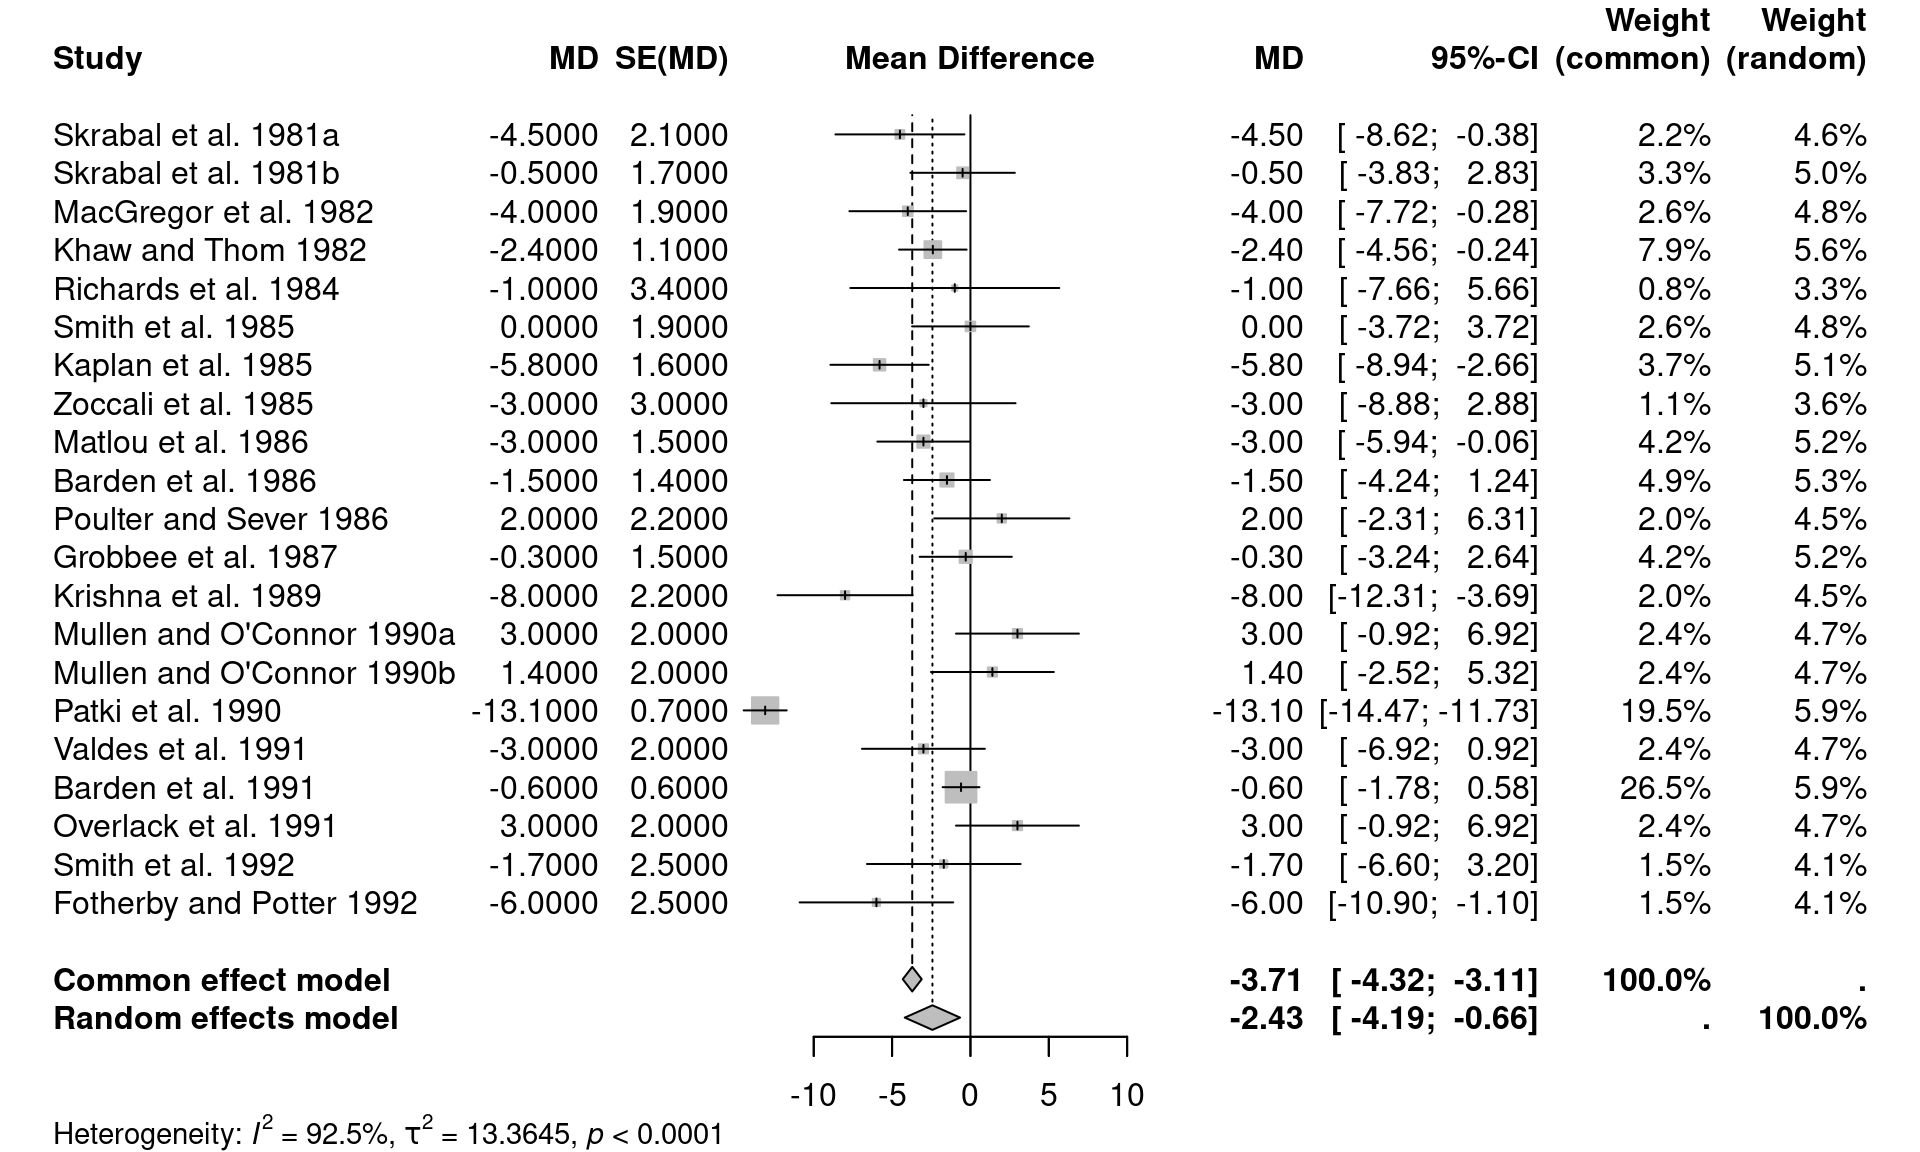 Weight Weight
Study MD SE(MD) Mean Difference MD 95%-CI (common) (random)
Skrabal et al. 1981a -4.5000 2.1000 -4.50 [ -8.62; -0.38] 2.2% 4.6%
Skrabal et al. 1981b -0.5000 1.7000 -0.50 [ -3.83; 2.83] 3.3% 5.0%
MacGregor et al. 1982 -4.0000 1.9000 -4.00 [ -7.72; -0.28] 2.6% 4.8%
Khaw and Thom 1982 -2.4000 1.1000 -2.40 [ -4.56; -0.24] 7.9% 5.6%
Richards et al. 1984 -1.0000 3.4000 -1.00 [ -7.66; 5.66] 0.8% 3.3%
Smith et al. 1985 0.0000 1.9000 0.00 [ -3.72; 3.72] 2.6% 4.8%
Kaplan et al. 1985 -5.8000 1.6000 -5.80 [ -8.94; -2.66] 3.7% 5.1%
Zoccali et al. 1985 -3.0000 3.0000 -3.00 [ -8.88; 2.88] 1.1% 3.6%
Matlou et al. 1986 -3.0000 1.5000 -3.00 [ -5.94; -0.06] 4.2% 5.2%
Barden et al. 1986 -1.5000 1.4000 -1.50 [ -4.24; 1.24] 4.9% 5.3%
Poulter and Sever 1986 2.0000 2.2000 2.00 [ -2.31; 6.31] 2.0% 4.5%
Grobbee et al. 1987 -0.3000 1.5000 -0.30 [ -3.24; 2.64] 4.2% 5.2%
Krishna et al. 1989 -8.0000 2.2000 -8.00 [-12.31; -3.69] 2.0% 4.5%
Mullen and O'Connor 1990a 3.0000 2.0000 3.00 [ -0.92; 6.92] 2.4% 4.7%
Mullen and O'Connor 1990b 1.4000 2.0000 1.40 [ -2.52; 5.32] 2.4% 4.7%
Patki et al. 1990 -13.1000 0.7000 -13.10 [-14.47; -11.73] 19.5% 5.9%
Valdes et al. 1991 -3.0000 2.0000 -3.00 [ -6.92; 0.92] 2.4% 4.7%
Barden et al. 1991 -0.6000 0.6000 -0.60 [ -1.78; 0.58] 26.5% 5.9%
Overlack et al. 1991 3.0000 2.0000 3.00 [ -0.92; 6.92] 2.4% 4.7%
Smith et al. 1992 -1.7000 2.5000 -1.70 [ -6.60; 3.20] 1.5% 4.1%
Fotherby and Potter 1992 -6.0000 2.5000 -6.00 [-10.90; -1.10] 1.5% 4.1%
Common effect model -3.71 [ -4.32; -3.11] 100.0% .
Random effects model -2.43 [ -4.19; -0.66] . 100.0%
-10 -5 0 5 10
Heterogeneity: I² = 92.5%, τ² = 13.3645, p < 0.0001